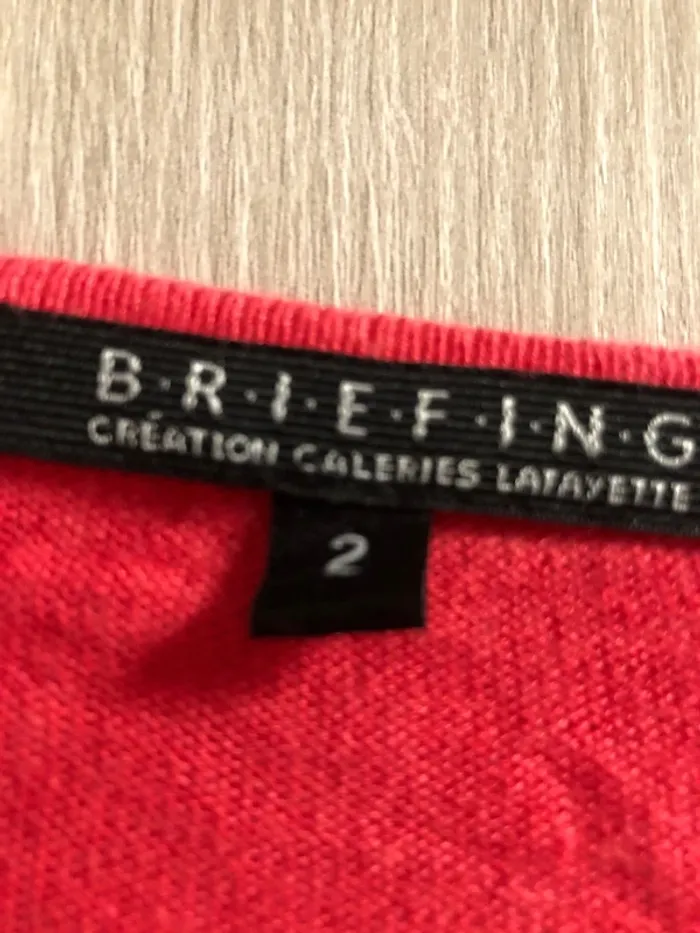 B·R·I·E·F·I·N·G
CRÉATION GALERIES LAFAYETTE
2